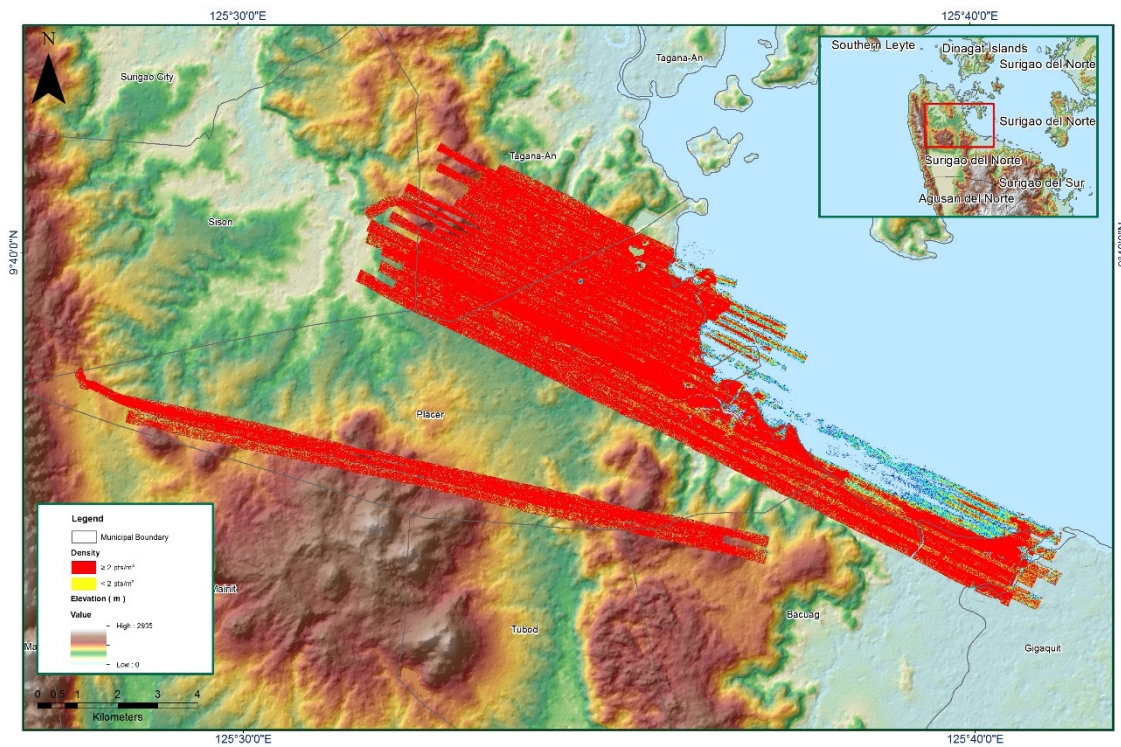 125°30'0"E
125°40'0"E
N
Surigao City
Tagana-An
Southern Leyte
Dinagat Islands
Surigao del Norte
Surigao del Norte
Surigao del Norte
Surigao del Sur
Agusan del Norte
Tagana-An
Sison
9°40'0"N
9°40'0"N
Placer
Legend
Municipal Boundary
Density
≥ 2 pts/m²
< 2 pts/m²
Elevation ( m )
Value
High : 2935
Low : 0
Tubod
Bacuag
Gigaquit
0 0.5 1 2 3 4
Kilometers
125°30'0"E
125°40'0"E